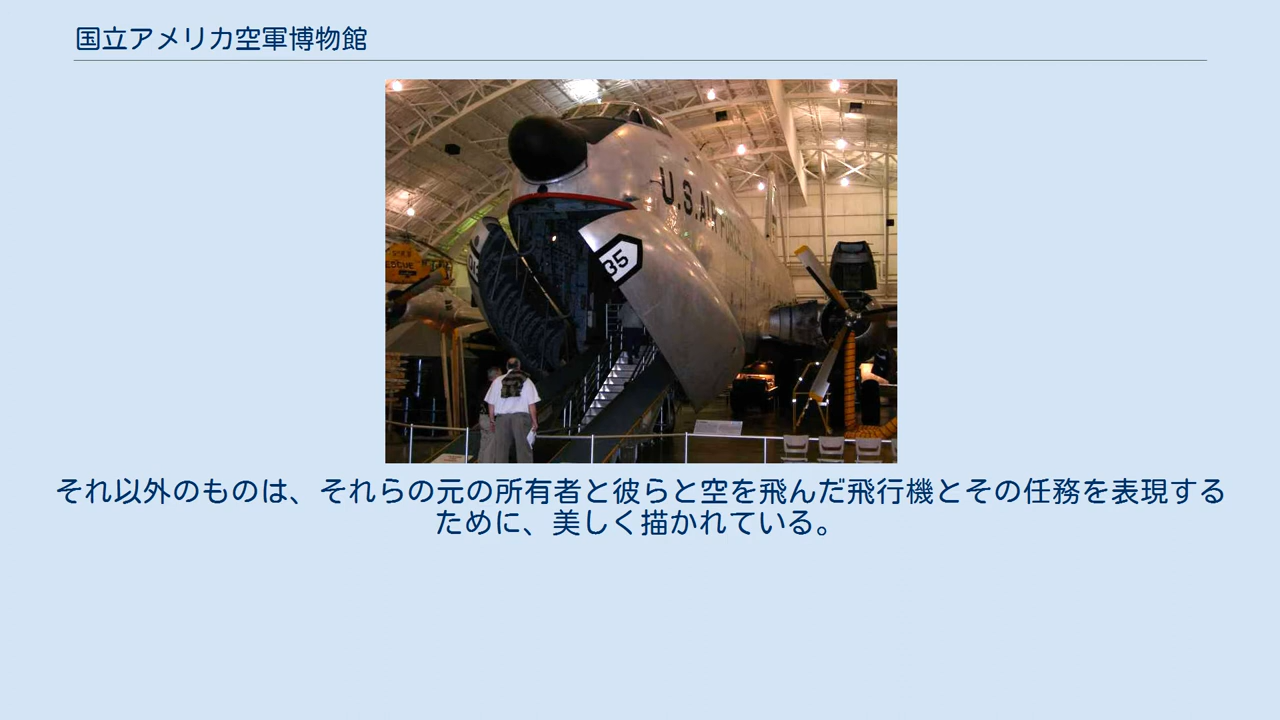 国立アメリカ空軍博物館
U.S. AIR FORCE
35
それ以外のものは、それらの元の所有者と彼らと空を飛んだ飛行機とその任務を表現する
ために、美しく描かれている。